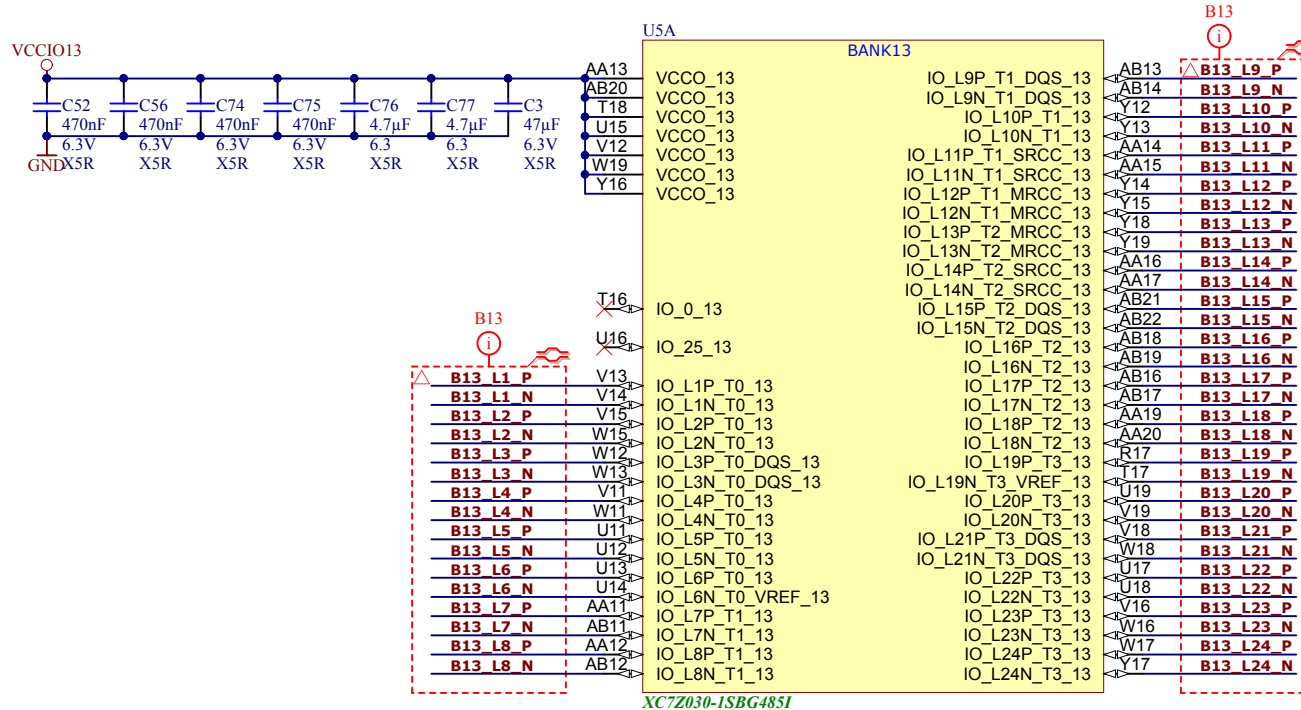 B13
i
U5A
VCCIO13
BANK13
AA13 VCCO_13 IO_L9P_T1_DQS_13 AB13 B13_L9_P
AB20 VCCO_13 IO_L9N_T1_DQS_13 AB14 B13_L9_N
C52 C56 C74 C75 C76 C77 C3 T18 VCCO_13 IO_L10P_T1_13 Y12 B13_L10_P
470nF 470nF 470nF 470nF 4.7µF 4.7µF 47µF U15 VCCO_13 IO_L10N_T1_13 Y13 B13_L10_N
6.3V 6.3V 6.3V 6.3V 6.3 6.3 6.3V V12 VCCO_13 IO_L11P_T1_SRCC_13 AA14 B13_L11_P
GND X5R X5R X5R X5R X5R X5R X5R W19 VCCO_13 IO_L11N_T1_SRCC_13 AA15 B13_L11_N
Y16 VCCO_13 IO_L12P_T1_MRCC_13 Y14 B13_L12_P
IO_L12N_T1_MRCC_13 Y15 B13_L12_N
IO_L13P_T2_MRCC_13 Y18 B13_L13_P
IO_L13N_T2_MRCC_13 Y19 B13_L13_N
IO_L14P_T2_SRCC_13 AA16 B13_L14_P
IO_L14N_T2_SRCC_13 AA17 B13_L14_N
T16 IO_0_13 IO_L15P_T2_DQS_13 AB21 B13_L15_P
B13 IO_L15N_T2_DQS_13 AB22 B13_L15_N
i U16 IO_25_13 IO_L16P_T2_13 AB18 B13_L16_P
IO_L16N_T2_13 AB19 B13_L16_N
B13_L1_P V13 IO_L1P_T0_13 IO_L17P_T2_13 AB16 B13_L17_P
B13_L1_N V14 IO_L1N_T0_13 IO_L17N_T2_13 AB17 B13_L17_N
B13_L2_P V15 IO_L2P_T0_13 IO_L18P_T2_13 AA19 B13_L18_P
B13_L2_N W15 IO_L2N_T0_13 IO_L18N_T2_13 AA20 B13_L18_N
B13_L3_P W12 IO_L3P_T0_DQS_13 IO_L19P_T3_13 R17 B13_L19_P
B13_L3_N W13 IO_L3N_T0_DQS_13 IO_L19N_T3_VREF_13 T17 B13_L19_N
B13_L4_P V11 IO_L4P_T0_13 IO_L20P_T3_13 U19 B13_L20_P
B13_L4_N W11 IO_L4N_T0_13 IO_L20N_T3_13 V19 B13_L20_N
B13_L5_P U11 IO_L5P_T0_13 IO_L21P_T3_DQS_13 V18 B13_L21_P
B13_L5_N U12 IO_L5N_T0_13 IO_L21N_T3_DQS_13 W18 B13_L21_N
B13_L6_P U13 IO_L6P_T0_13 IO_L22P_T3_13 U17 B13_L22_P
B13_L6_N U14 IO_L6N_T0_VREF_13 IO_L22N_T3_13 U18 B13_L22_N
B13_L7_P AA11 IO_L7P_T1_13 IO_L23P_T3_13 V16 B13_L23_P
B13_L7_N AB11 IO_L7N_T1_13 IO_L23N_T3_13 W16 B13_L23_N
B13_L8_P AA12 IO_L8P_T1_13 IO_L24P_T3_13 W17 B13_L24_P
B13_L8_N AB12 IO_L8N_T1_13 IO_L24N_T3_13 Y17 B13_L24_N
XC7Z030-1SBG485I